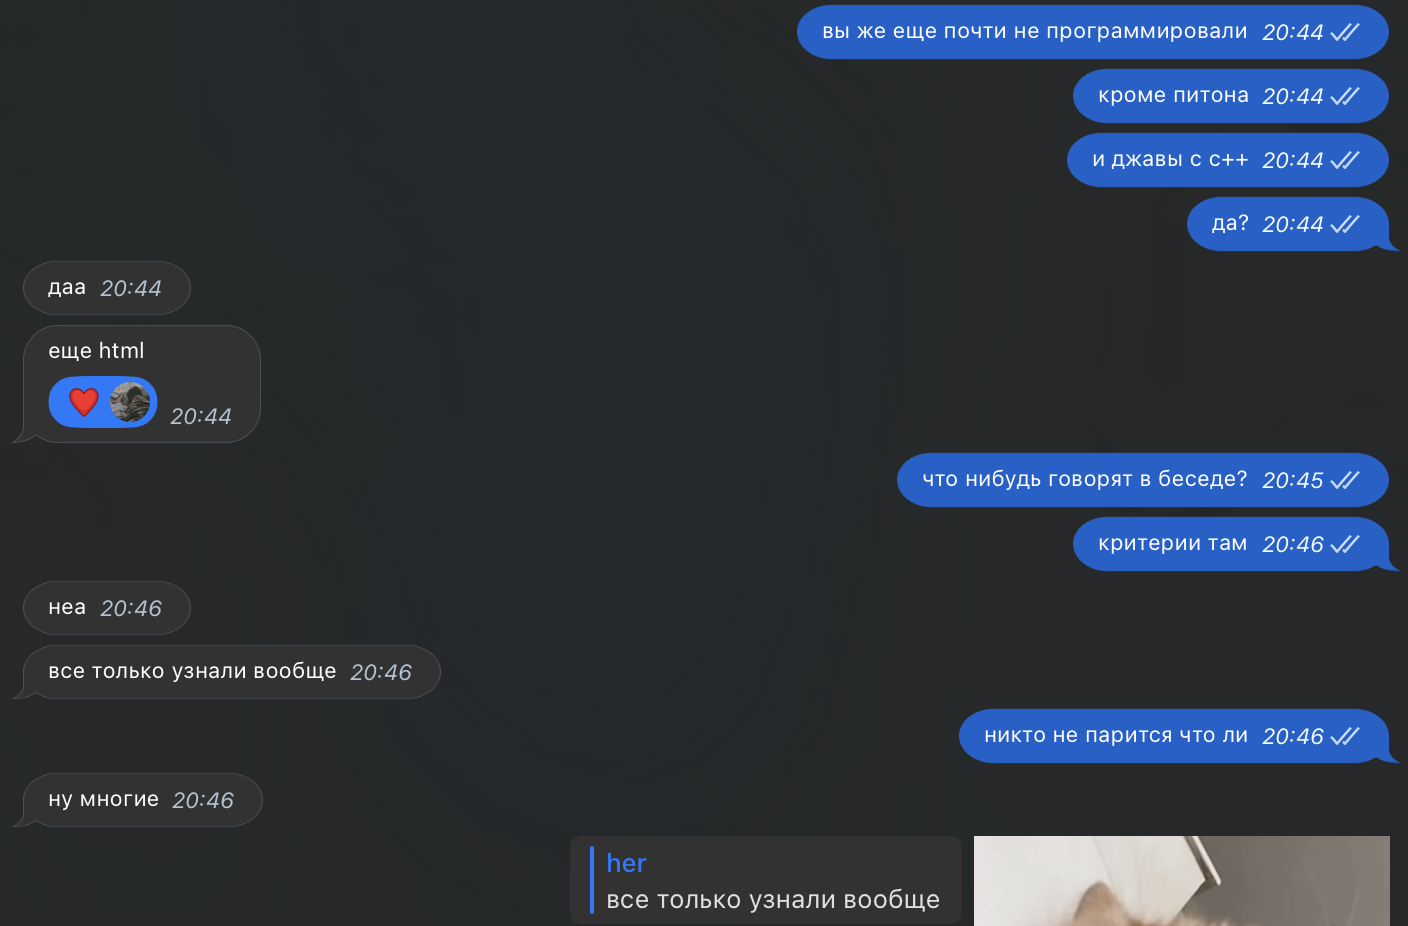 вы же еще почти не программировали 20:44
кроме питона 20:44
и джавы с с++ 20:44
да? 20:44
даа 20:44
еще html
20:44
что нибудь говорят в беседе? 20:45
критерии там 20:46
неа 20:46
все только узнали вообще 20:46
никто не парится что ли 20:46
ну многие 20:46
her
все только узнали вообще